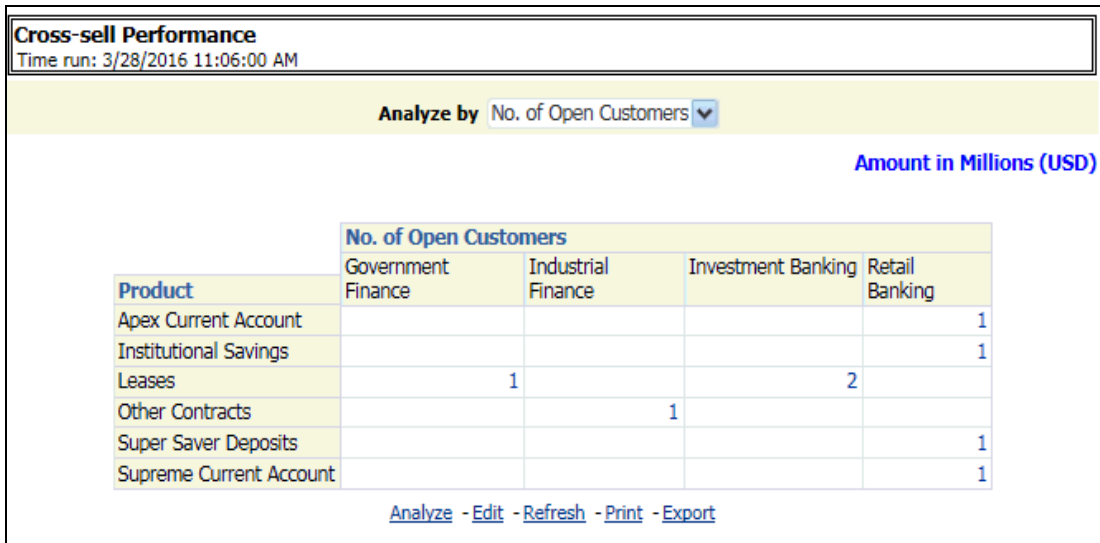 Cross-sell Performance
Time run: 3/28/2016 11:06:00 AM
Analyze by No. of Open Customers
Amount in Millions (USD)
No. of Open Customers
Product Government Finance Industrial Finance Investment Banking Retail Banking
Apex Current Account 1
Institutional Savings 1
Leases 1 2
Other Contracts 1
Super Saver Deposits 1
Supreme Current Account 1
Analyze - Edit - Refresh - Print - Export